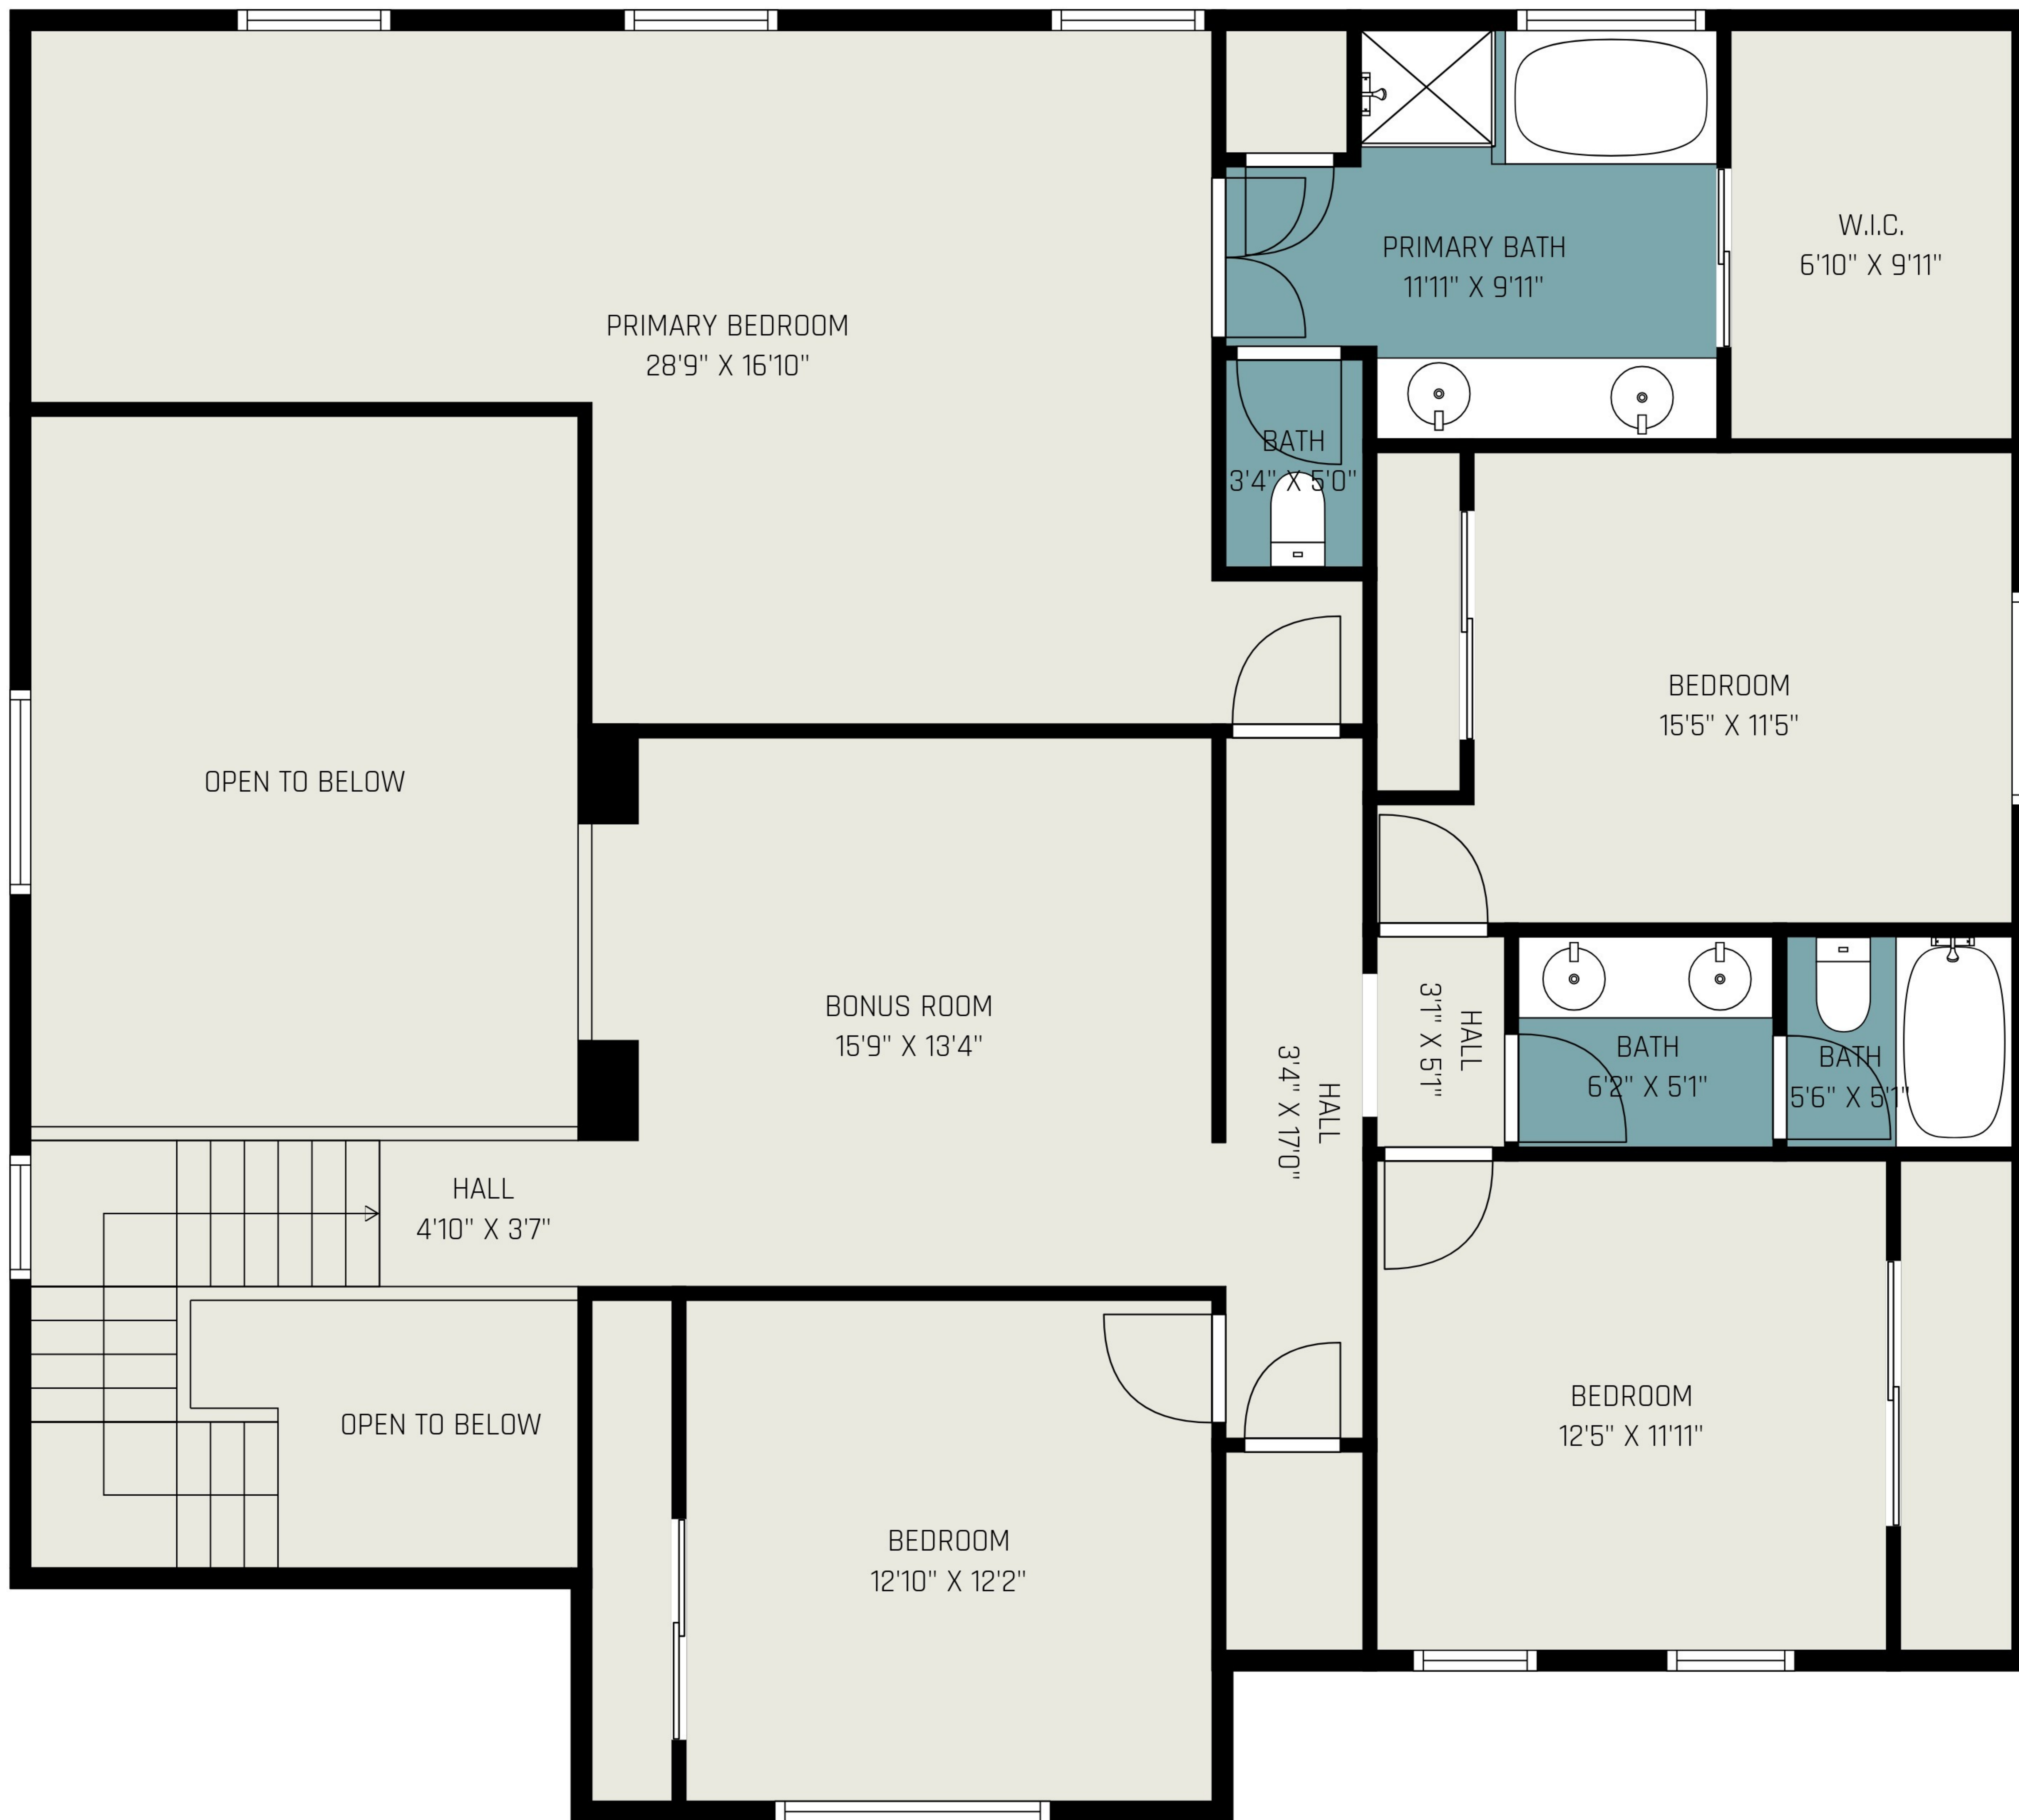 W.I.C.
6'10" X 9'11"
PRIMARY BATH
11'11" X 9'11"
PRIMARY BEDROOM
28'9" X 16'10"
BATH
3'4" X 5'0"
BEDROOM
15'5" X 11'5"
OPEN TO BELOW
BONUS ROOM
15'9" X 13'4"
HALL
3'4" X 17'0"
HALL
3'1" X 5'1"
BATH
6'2" X 5'1"
BATH
5'6" X 5'1"
HALL
4'10" X 3'7"
OPEN TO BELOW
BEDROOM
12'5" X 11'11"
BEDROOM
12'10" X 12'2"